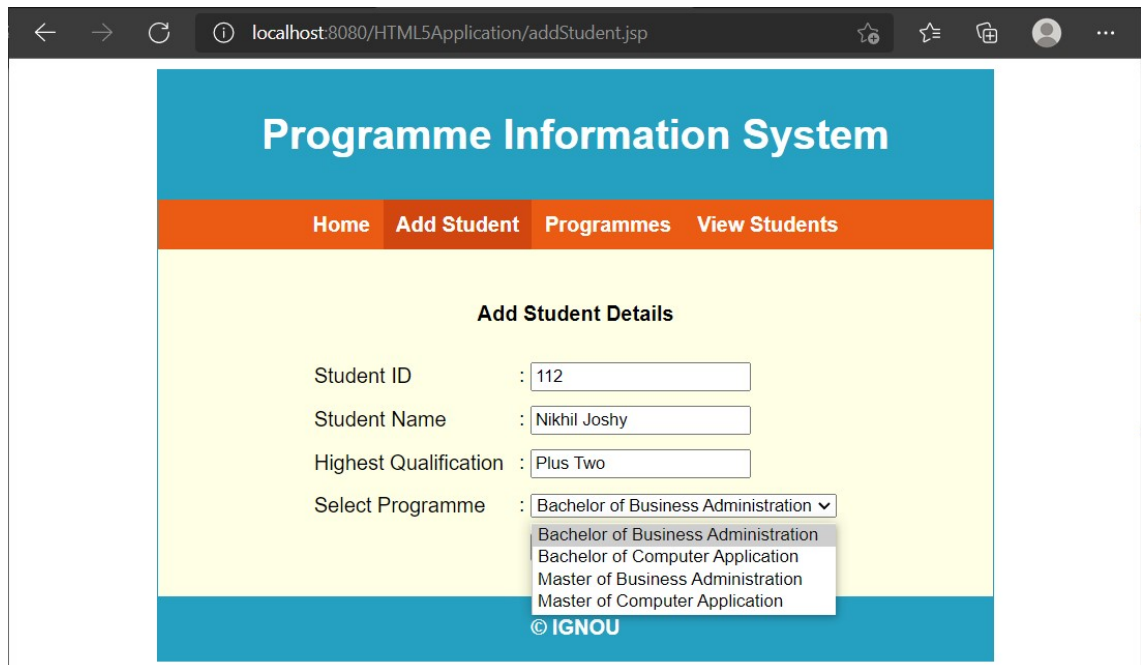 localhost:8080/HTML5Application/addStudent.jsp
Programme Information System
Home Add Student Programmes View Students
Add Student Details
Student ID : 112
Student Name : Nikhil Joshy
Highest Qualification : Plus Two
Select Programme : Bachelor of Business Administration
Bachelor of Business Administration
Bachelor of Computer Application
Master of Business Administration
Master of Computer Application
© IGNOU